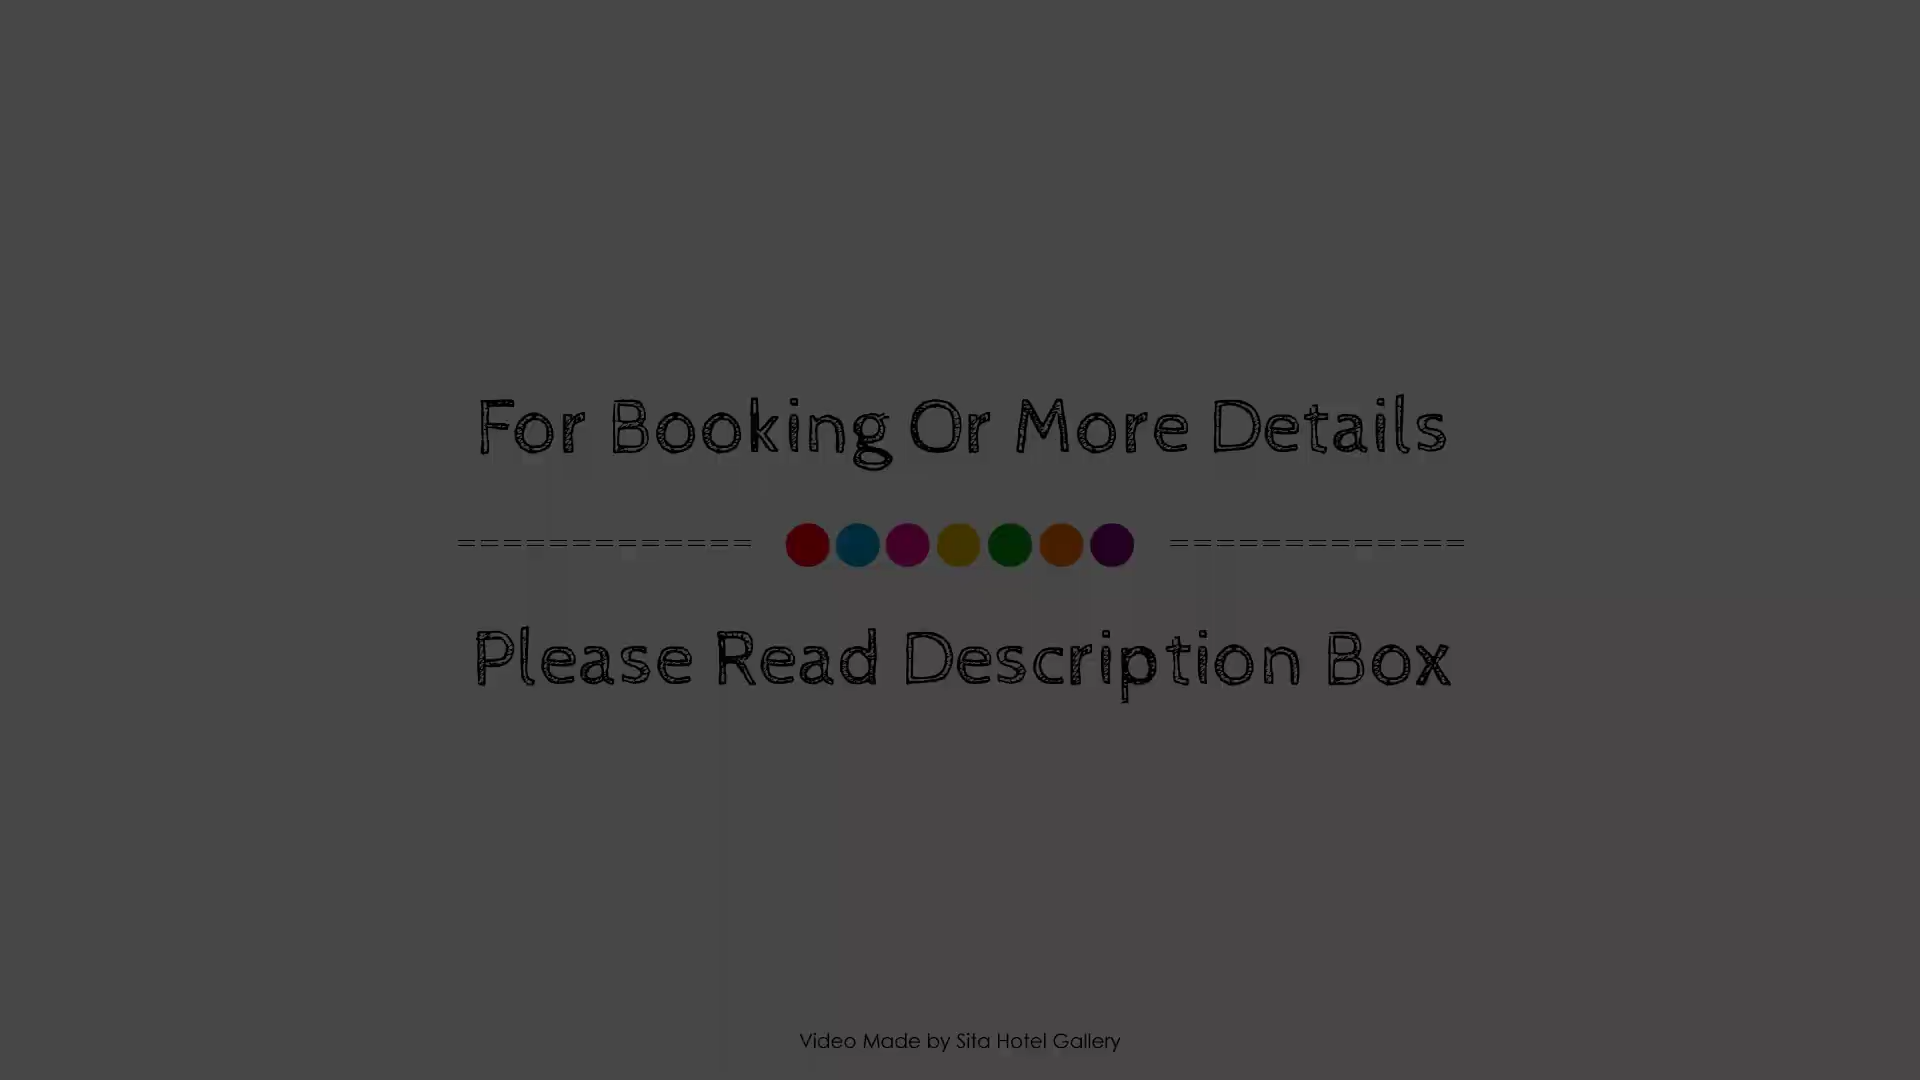 For Booking Or More Details
============= =============
Please Read Description Box
Video Made by Sita Hotel Gallery